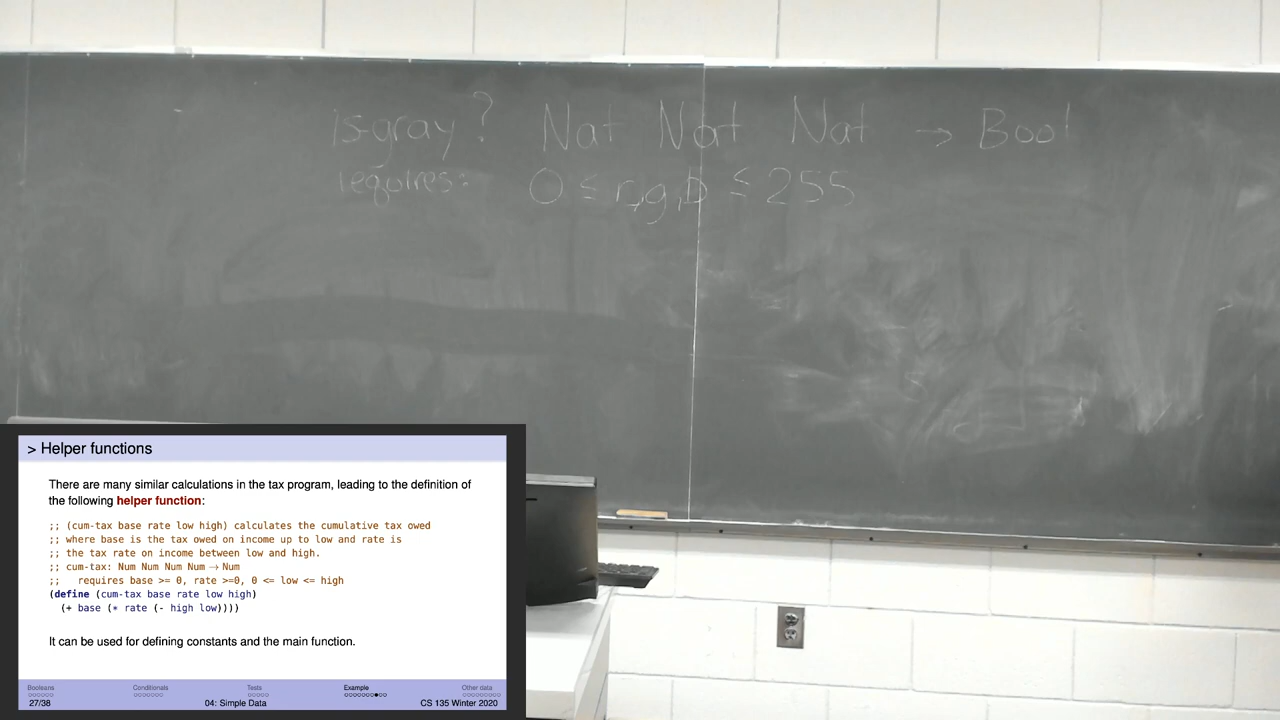 is-gray? Nat Nat Nat → Bool
requires: 0 ≤ r,g,b ≤ 255
> Helper functions
There are many similar calculations in the tax program, leading to the definition of
the following helper function:
;; (cum-tax base rate low high) calculates the cumulative tax owed
;; where base is the tax owed on income up to low and rate is
;; the tax rate on income between low and high.
;; cum-tax: Num Num Num Num → Num
;;   requires base >= 0, rate >=0, 0 <= low <= high
(define (cum-tax base rate low high)
  (+ base (* rate (- high low))))
It can be used for defining constants and the main function.
Booleans Conditionals Tests Example Other data
27/38 04: Simple Data CS 135 Winter 2020